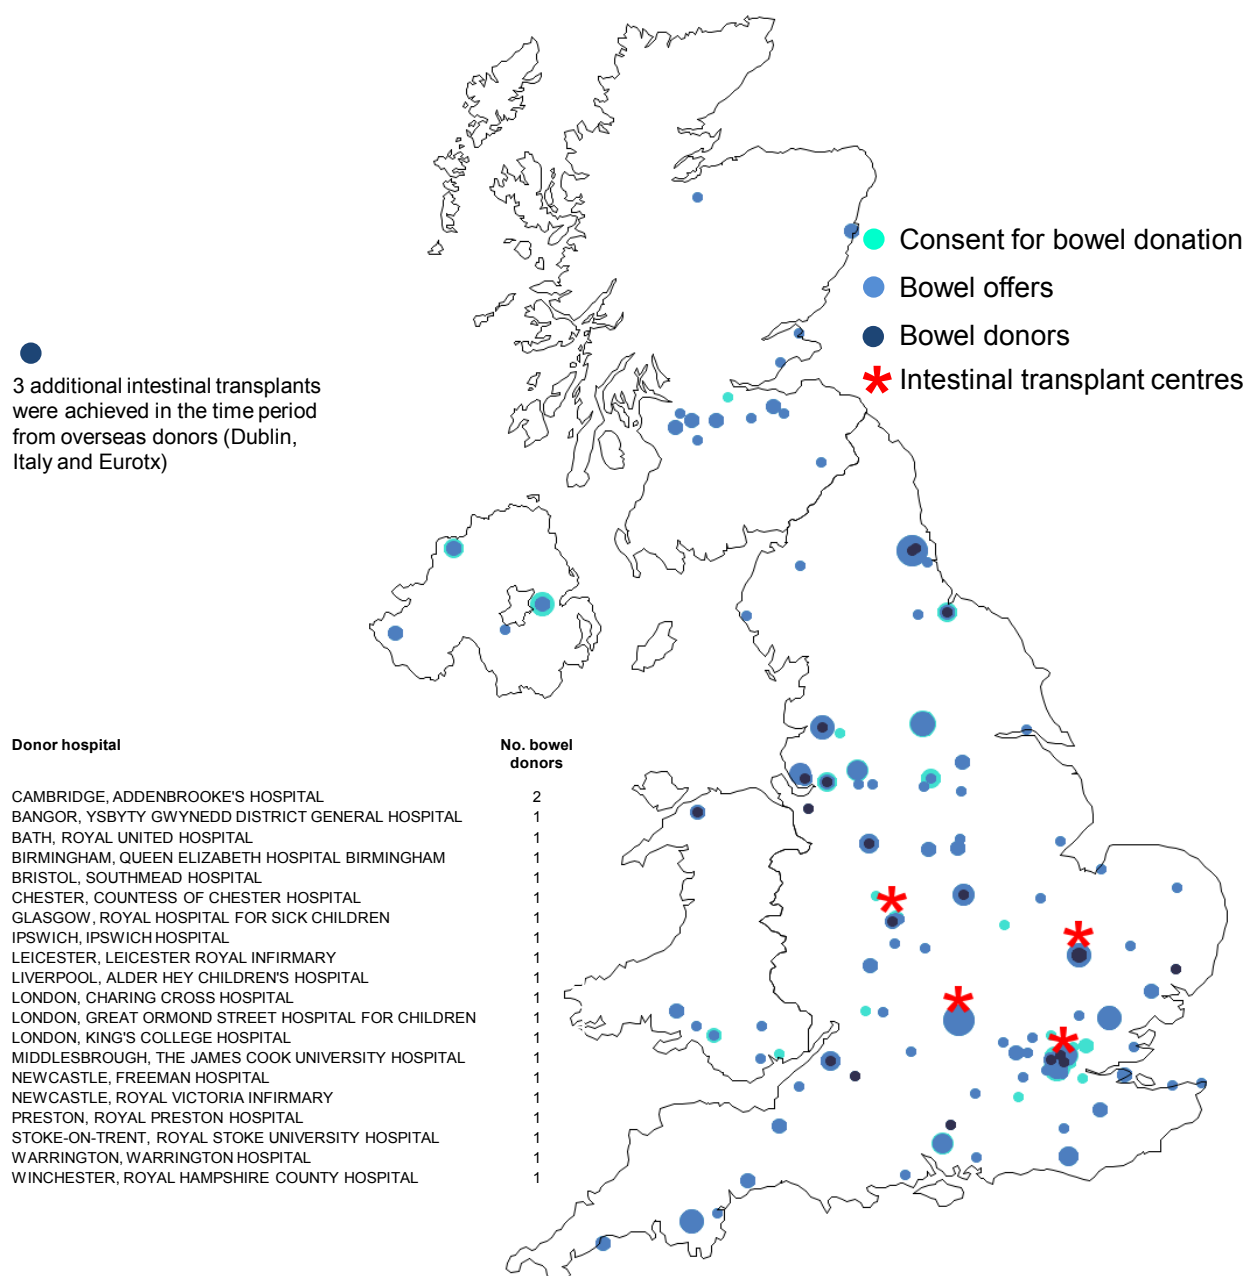 Consent for bowel donation
Bowel offers
Bowel donors
Intestinal transplant centres
3 additional intestinal transplants
were achieved in the time period
from overseas donors (Dublin,
Italy and Eurotx)
Donor hospital No. bowel
donors
CAMBRIDGE, ADDENBROOKE'S HOSPITAL 2
BANGOR, YSBYTY GWYNEDD DISTRICT GENERAL HOSPITAL 1
BATH, ROYAL UNITED HOSPITAL 1
BIRMINGHAM, QUEEN ELIZABETH HOSPITAL BIRMINGHAM 1
BRISTOL, SOUTHMEAD HOSPITAL 1
CHESTER, COUNTESS OF CHESTER HOSPITAL 1
GLASGOW, ROYAL HOSPITAL FOR SICK CHILDREN 1
IPSWICH, IPSWICH HOSPITAL 1
LEICESTER, LEICESTER ROYAL INFIRMARY 1
LIVERPOOL, ALDER HEY CHILDREN'S HOSPITAL 1
LONDON, CHARING CROSS HOSPITAL 1
LONDON, GREAT ORMOND STREET HOSPITAL FOR CHILDREN 1
LONDON, KING'S COLLEGE HOSPITAL 1
MIDDLESBROUGH, THE JAMES COOK UNIVERSITY HOSPITAL 1
NEWCASTLE, FREEMAN HOSPITAL 1
NEWCASTLE, ROYAL VICTORIA INFIRMARY 1
PRESTON, ROYAL PRESTON HOSPITAL 1
STOKE-ON-TRENT, ROYAL STOKE UNIVERSITY HOSPITAL 1
WARRINGTON, WARRINGTON HOSPITAL 1
WINCHESTER, ROYAL HAMPSHIRE COUNTY HOSPITAL 1